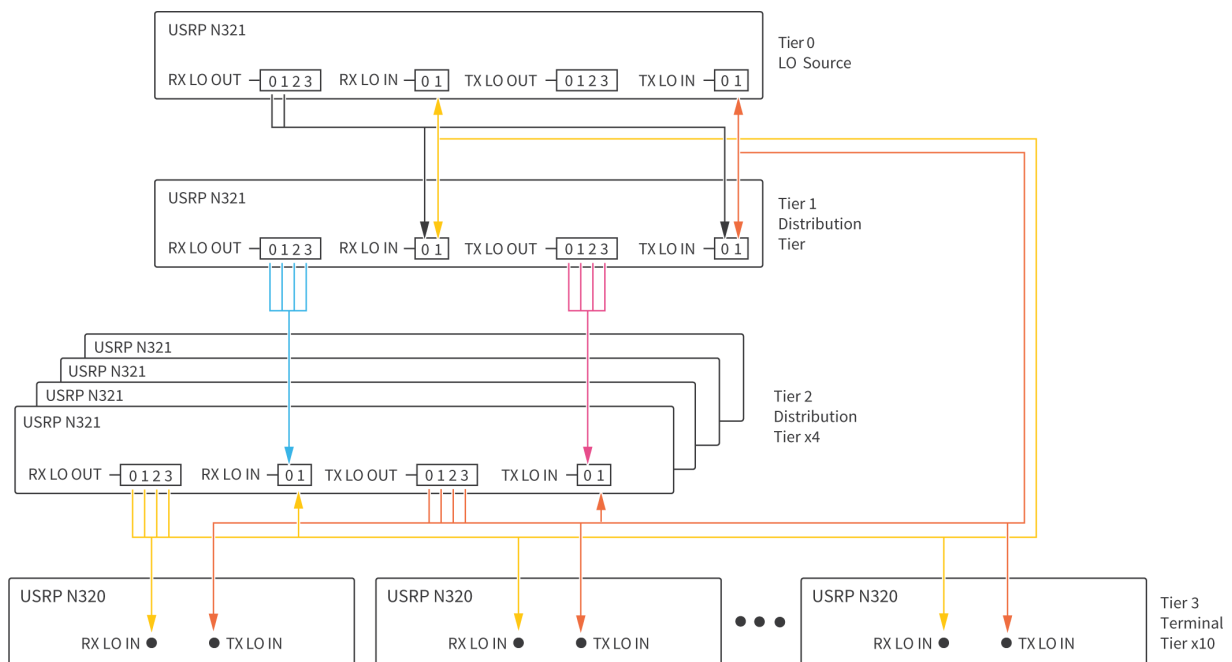 USRP N321
Tier 0
LO Source
RX LO OUT 0 1 2 3 RX LO IN 0 1 TX LO OUT 0 1 2 3 TX LO IN 0 1
USRP N321
Tier 1
Distribution
Tier
RX LO OUT 0 1 2 3 RX LO IN 0 1 TX LO OUT 0 1 2 3 TX LO IN 0 1
USRP N321
USRP N321
USRP N321
USRP N321
Tier 2
Distribution
Tier x4
RX LO OUT 0 1 2 3 RX LO IN 0 1 TX LO OUT 0 1 2 3 TX LO IN 0 1
USRP N320 USRP N320 USRP N320
Tier 3
Terminal
Tier x10
RX LO IN TX LO IN RX LO IN TX LO IN RX LO IN TX LO IN